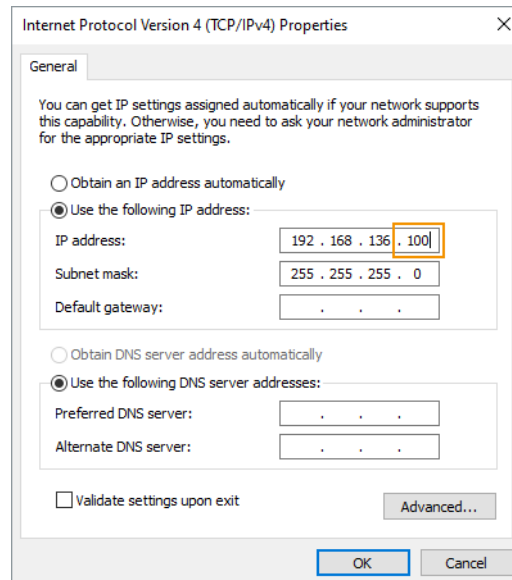 Internet Protocol Version 4 (TCP/IPv4) Properties
General
You can get IP settings assigned automatically if your network supports
this capability. Otherwise, you need to ask your network administrator
for the appropriate IP settings.
Obtain an IP address automatically
Use the following IP address:
IP address: 192 . 168 . 136 . 100
Subnet mask: 255 . 255 . 255 . 0
Default gateway: . . .
Obtain DNS server address automatically
Use the following DNS server addresses:
Preferred DNS server: . . .
Alternate DNS server: . . .
Validate settings upon exit
Advanced...
OK Cancel